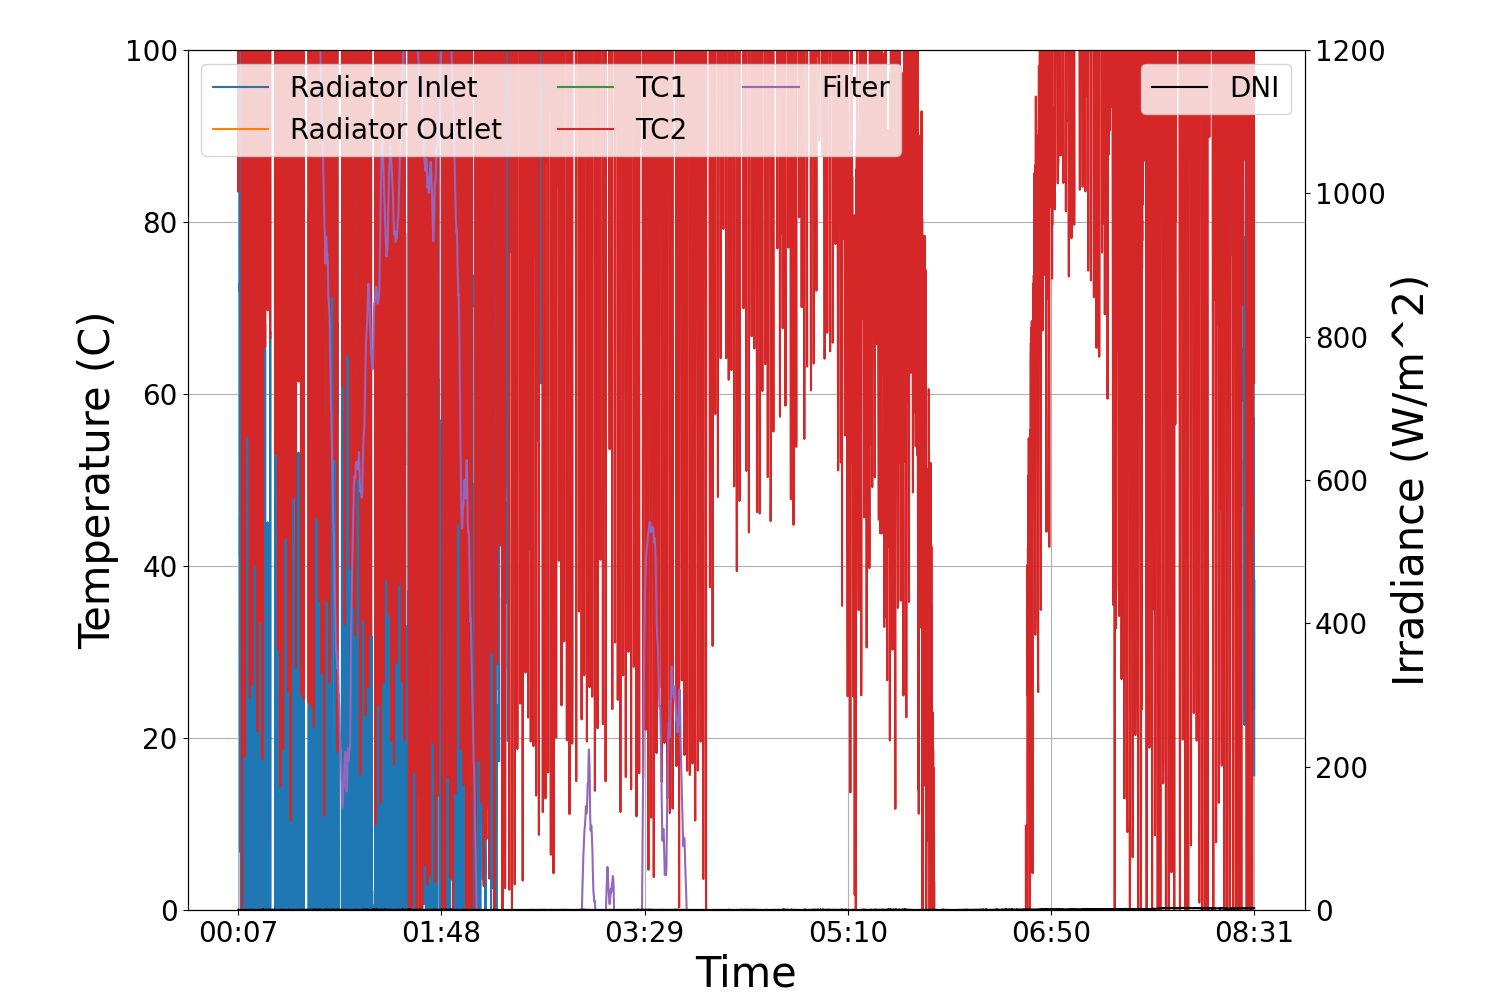 100
80
60
40
20
0
Temperature (C)
Radiator Inlet
Radiator Outlet
TC1
TC2
Filter
DNI
1200
1000
800
600
400
200
0
Irradiance (W/m^2)
00:07
01:48
03:29
05:10
06:50
08:31
Time